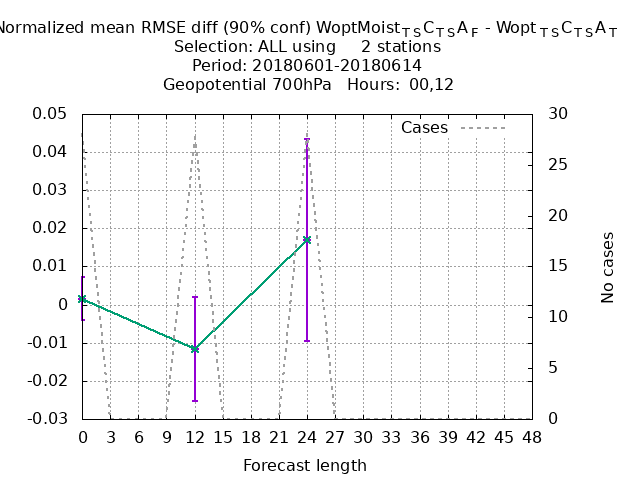 Normalized mean RMSE diff (90% conf) WoptMoist_TSC_TSA_F - Wopt_TSC_TSA_T
Selection: ALL using 2 stations
Period: 20180601-20180614
Geopotential 700hPa Hours: 00,12
Cases
0.05
0.04
0.03
0.02
0.01
0
-0.01
-0.02
-0.03
30
25
20
15
10
5
0
No cases
0 3 6 9 12 15 18 21 24 27 30 33 36 39 42 45 48
Forecast length